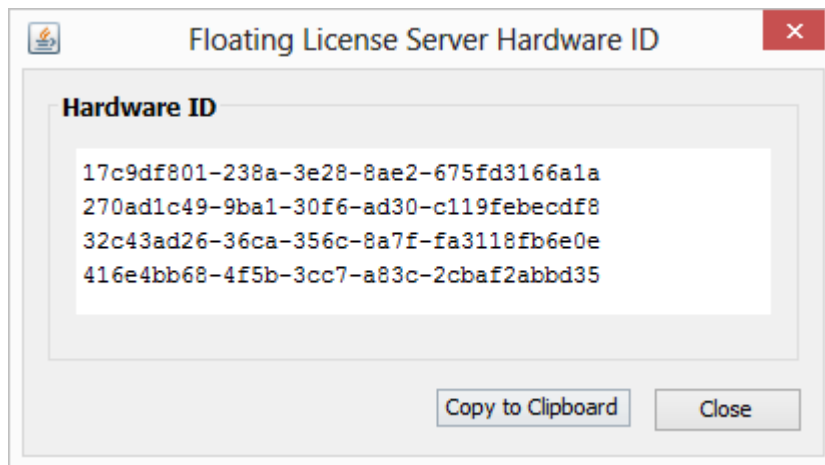 Floating License Server Hardware ID
Hardware ID
17c9df801-238a-3e28-8ae2-675fd3166a1a
270ad1c49-9ba1-30f6-ad30-c119febecdf8
32c43ad26-36ca-356c-8a7f-fa3118fb6e0e
416e4bb68-4f5b-3cc7-a83c-2cbaf2abbd35
Copy to Clipboard
Close